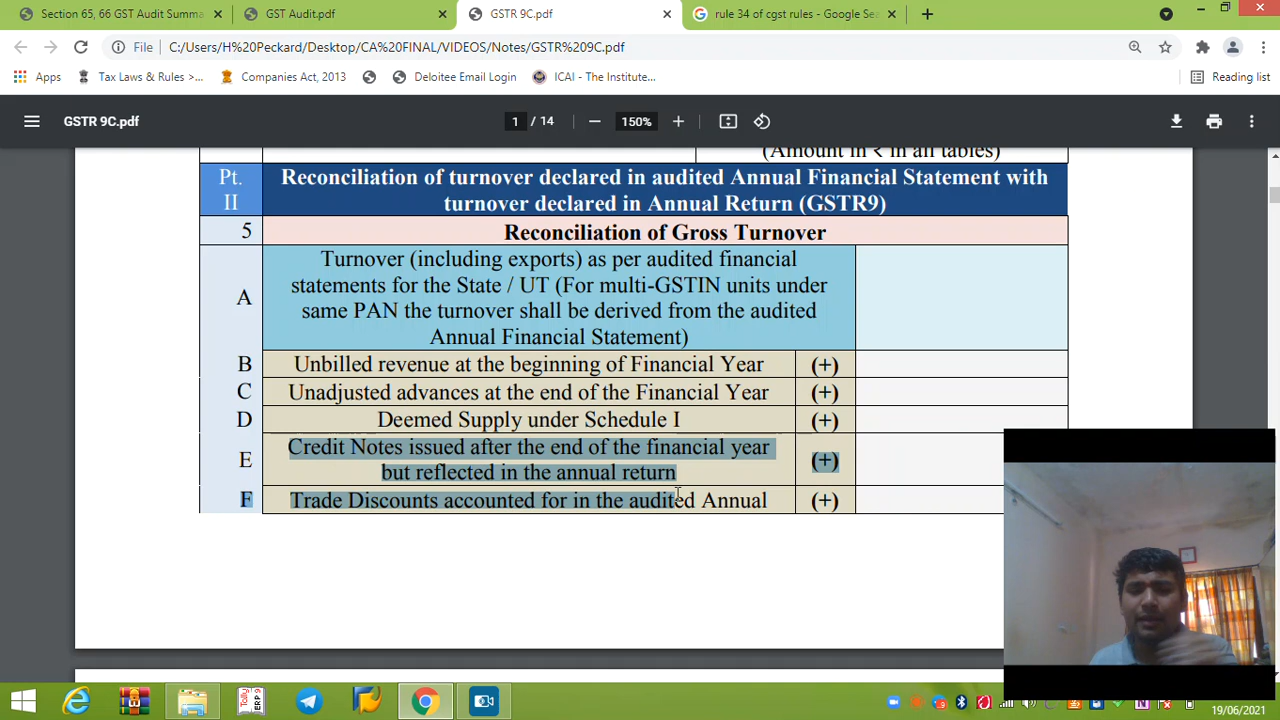 Section 65, 66 GST Audit Summa
GST Audit.pdf
GSTR 9C.pdf
rule 34 of cgst rules - Google Sea
File
C:/Users/H%20Peckard/Desktop/CA%20FINAL/VIDEOS/Notes/GSTR%209C.pdf
Apps
Tax Laws & Rules >...
Companies Act, 2013
Deloitee Email Login
ICAI - The Institute...
Reading list
GSTR 9C.pdf
1 / 14
150%
(Amount in ₹ in all tables)
Pt.
II
Reconciliation of turnover declared in audited Annual Financial Statement with
turnover declared in Annual Return (GSTR9)
5
Reconciliation of Gross Turnover
A
Turnover (including exports) as per audited financial
statements for the State / UT (For multi-GSTIN units under
same PAN the turnover shall be derived from the audited
Annual Financial Statement)
B
Unbilled revenue at the beginning of Financial Year
(+)
C
Unadjusted advances at the end of the Financial Year
(+)
D
Deemed Supply under Schedule I
(+)
E
Credit Notes issued after the end of the financial year
but reflected in the annual return
(+)
F
Trade Discounts accounted for in the audited Annual
(+)
Tally
ERP 9
19/06/2021